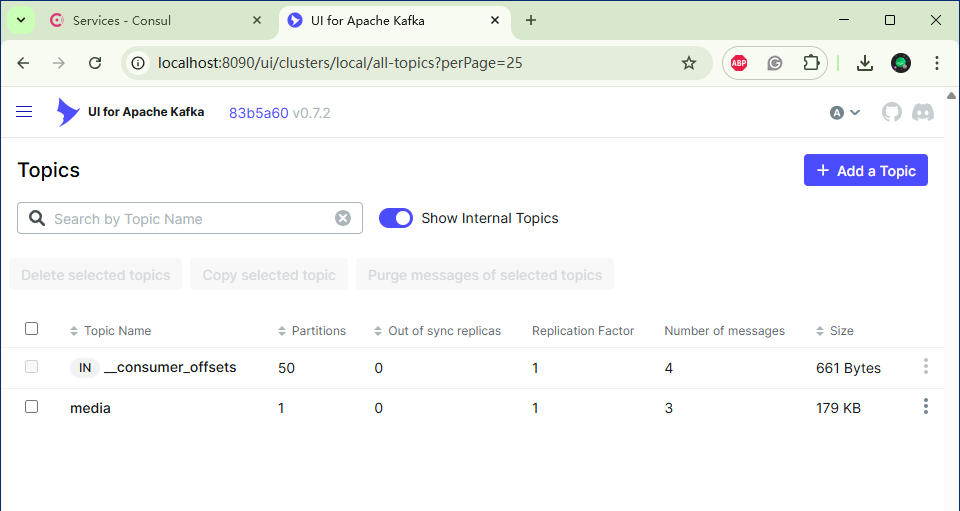 Services - Consul
UI for Apache Kafka
localhost:8090/ui/clusters/local/all-topics?perPage=25
ABP
UI for Apache Kafka 83b5a60 v0.7.2
A
Topics
Add a Topic
Search by Topic Name
Show Internal Topics
Delete selected topics Copy selected topic Purge messages of selected topics
Topic Name Partitions Out of sync replicas Replication Factor Number of messages Size
IN __consumer_offsets 50 0 1 4 661 Bytes
media 1 0 1 3 179 KB